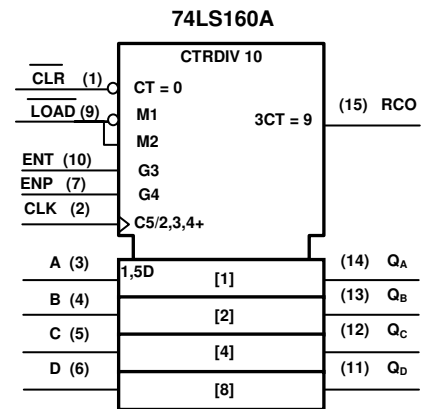 74LS160A
CTRDIV 10
CLR (1) CT = 0
LOAD (9) M1
M2
(15) RCO
3CT = 9
ENT (10) G3
ENP (7) G4
CLK (2) C5/2,3,4+
A (3) 1,5D [1] (14) QA
B (4) [2] (13) QB
C (5) [4] (12) QC
D (6) [8] (11) QD